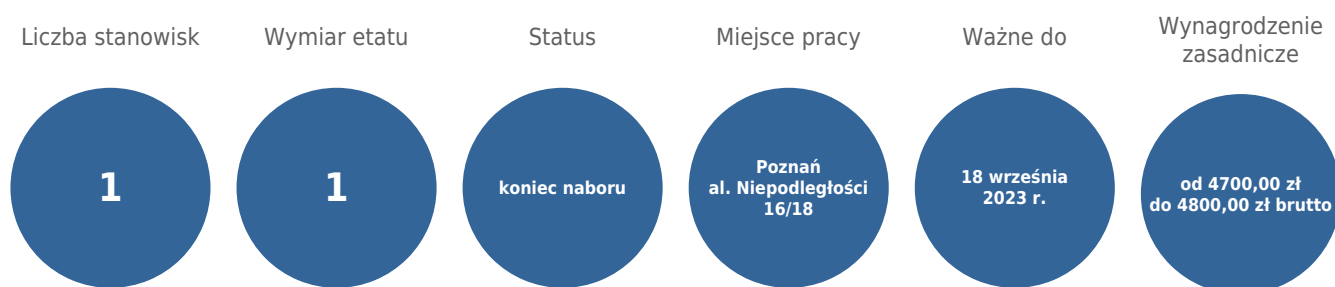 Liczba stanowisk
1
Wymiar etatu
1
Status
koniec naboru
Miejsce pracy
Poznań
al. Niepodległości
16/18
Ważne do
18 września
2023 r.
Wynagrodzenie
zasadnicze
od 4700,00 zł
do 4800,00 zł brutto